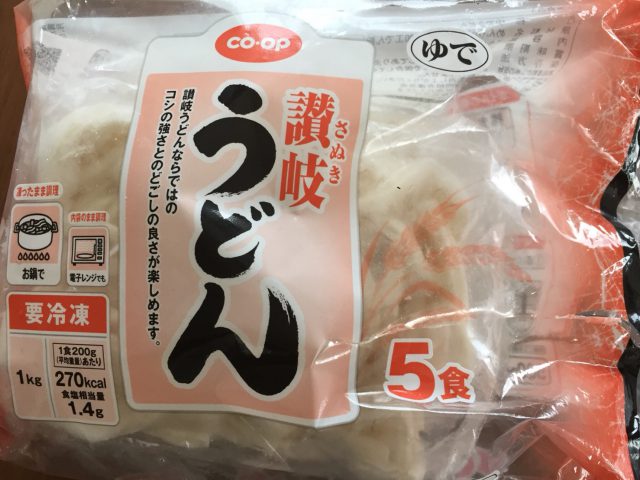 CO·OP
ゆで
讃岐
さぬき
うどん
讃岐うどんならではの
コシの強さとのどごしの良さが楽しめます。
凍ったまま調理
お鍋で
内袋のまま調理
電子レンジでも
要冷凍
1kg
1食200g
(平均重量)あたり
270kcal
食塩相当量
1.4g
5食